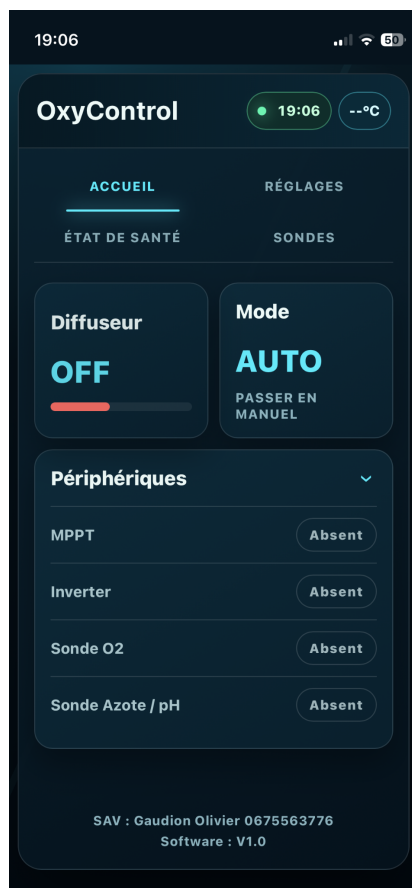 19:06
50
OxyControl
19:06
--°C
ACCUEIL
RÉGLAGES
ÉTAT DE SANTÉ
SONDES
Diffuseur
OFF
Mode
AUTO
PASSER EN
MANUEL
Périphériques
MPPT
Absent
Inverter
Absent
Sonde O2
Absent
Sonde Azote / pH
Absent
SAV : Gaudion Olivier 0675563776
Software : V1.0